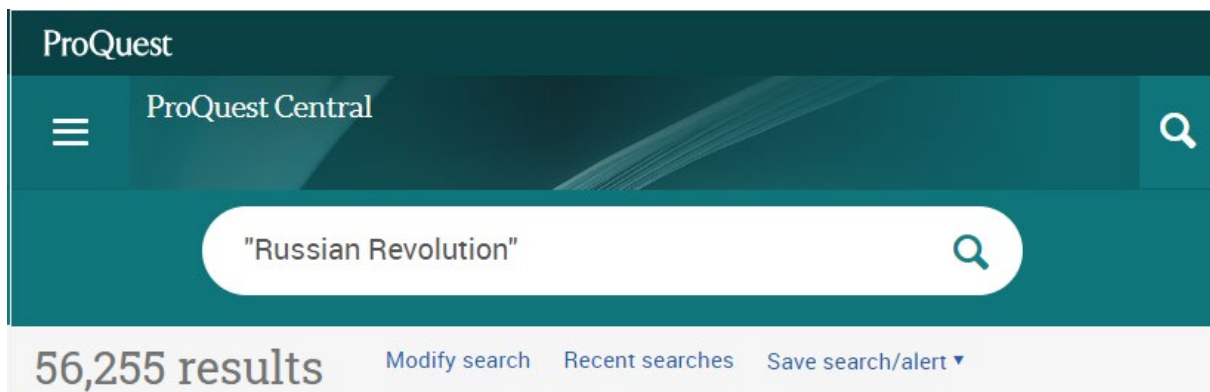 ProQuest
ProQuest Central
"Russian Revolution"
56,255 results Modify search Recent searches Save search/alert ▾